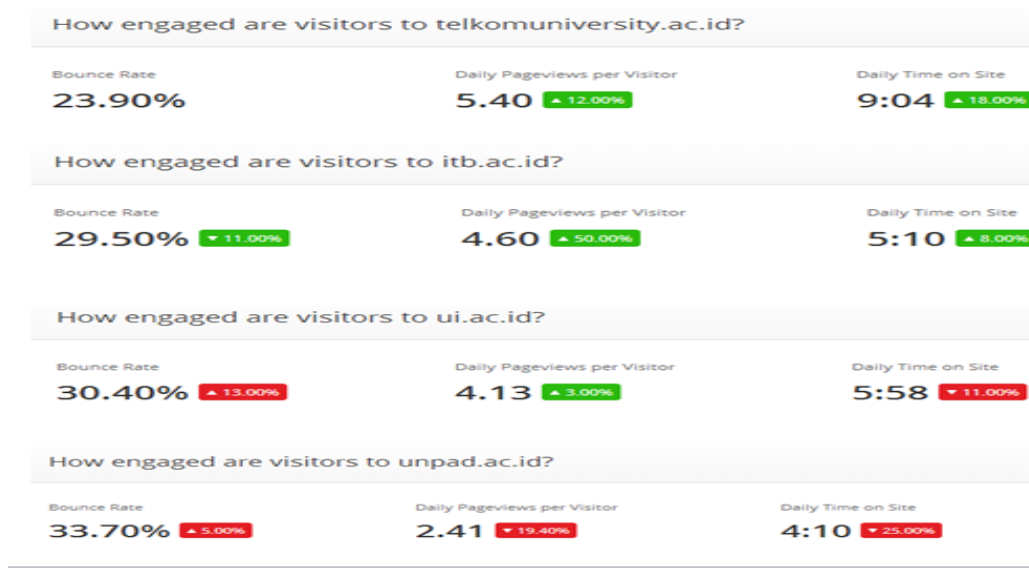 How engaged are visitors to telkomuniversity.ac.id?
Bounce Rate Daily Pageviews per Visitor Daily Time on Site
23.90% 5.40 ▲ 12.00% 9:04 ▲ 18.00%
How engaged are visitors to itb.ac.id?
Bounce Rate Daily Pageviews per Visitor Daily Time on Site
29.50% ▼ 11.00% 4.60 ▲ 50.00% 5:10 ▲ 8.00%
How engaged are visitors to ui.ac.id?
Bounce Rate Daily Pageviews per Visitor Daily Time on Site
30.40% ▲ 13.00% 4.13 ▲ 3.00% 5:58 ▼ 11.00%
How engaged are visitors to unpad.ac.id?
Bounce Rate Daily Pageviews per Visitor Daily Time on Site
33.70% ▲ 5.00% 2.41 ▼ 19.40% 4:10 ▼ 25.00%